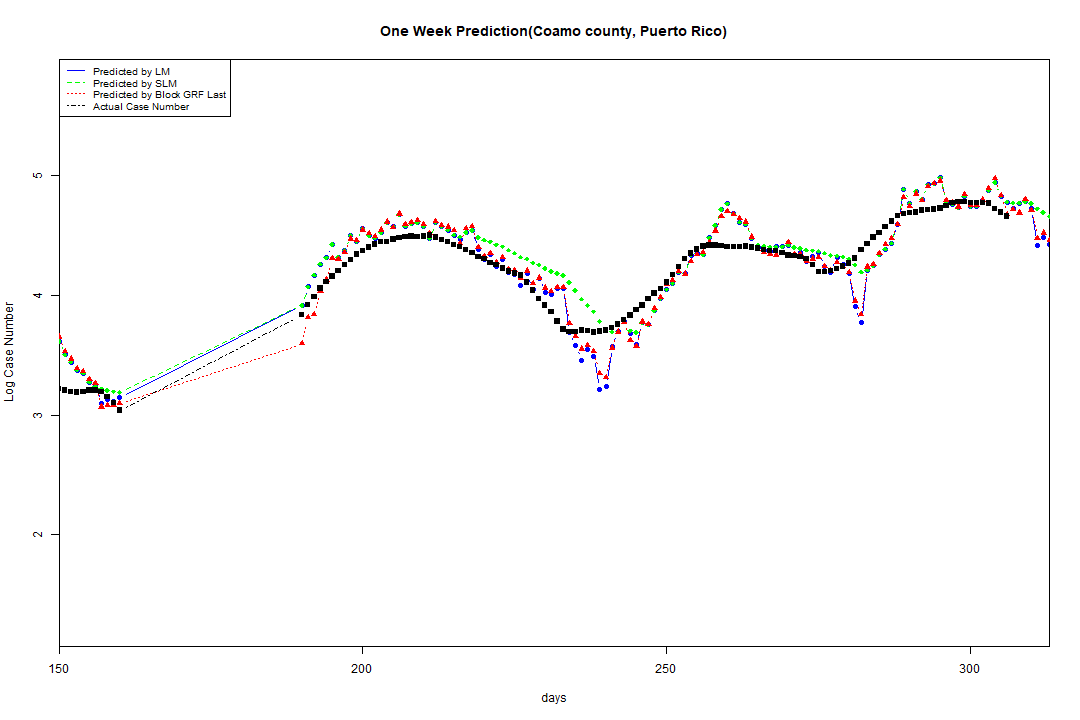 One Week Prediction(Coamo county, Puerto Rico)
Predicted by LM
Predicted by SLM
Predicted by Block GRF Last
Actual Case Number
5
4
3
2
Log Case Number
150 200 250 300
days